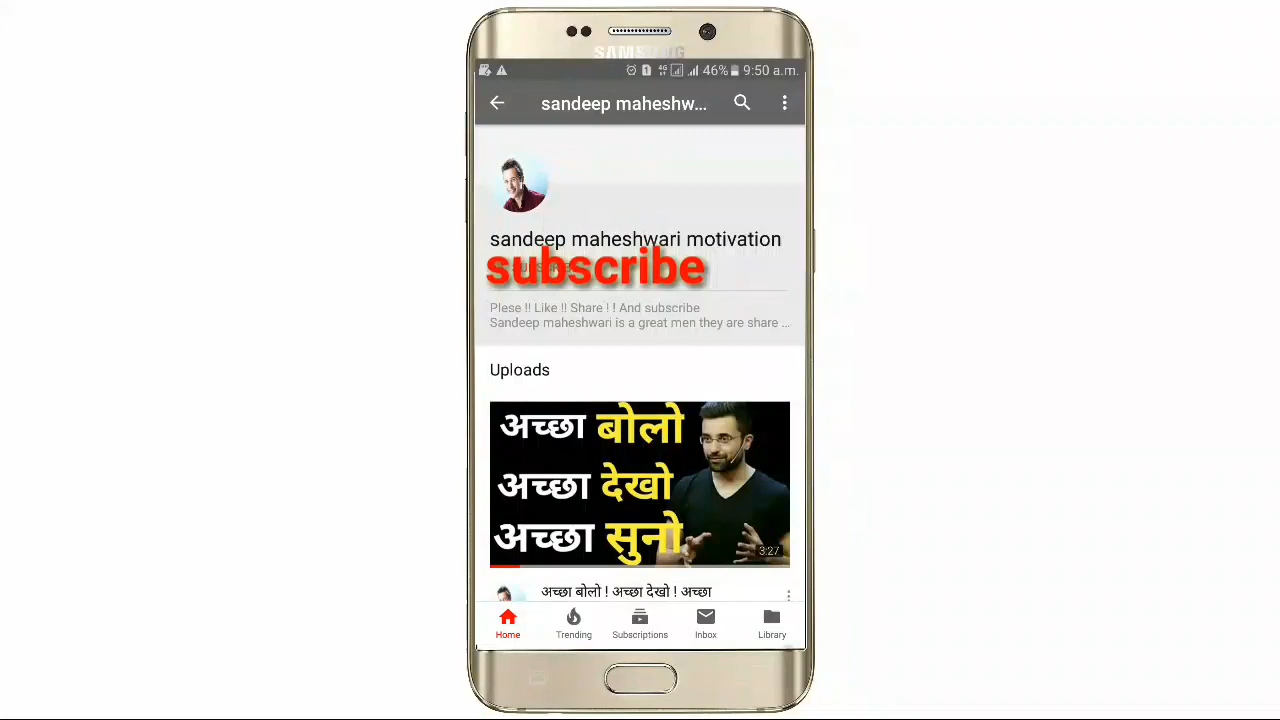 SAMSUNG
46% 9:50 a.m.
sandeep maheshw...
sandeep maheshwari motivation
subscribe
Plese !! Like !! Share ! ! And subscribe
Sandeep maheshwari is a great men they are share ...
Uploads
अच्छा बोलो
अच्छा देखो
अच्छा सुनो
3:27
अच्छा बोलो ! अच्छा देखो ! अच्छा
Home Trending Subscriptions Inbox Library